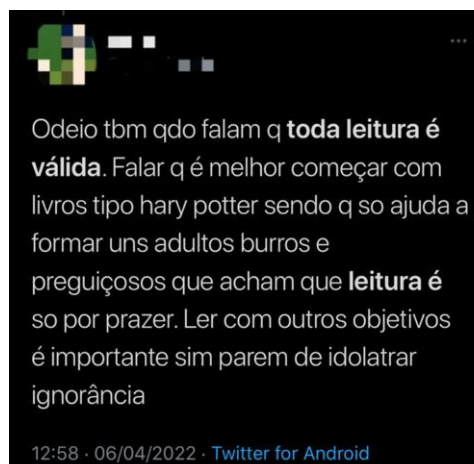 Odeio tbm qdo falam q toda leitura é
válida. Falar q é melhor começar com
livros tipo hary potter sendo q so ajuda a
formar uns adultos burros e
preguiçosos que acham que leitura é
so por prazer. Ler com outros objetivos
é importante sim parem de idolatrar
ignorância
12:58 · 06/04/2022 · Twitter for Android